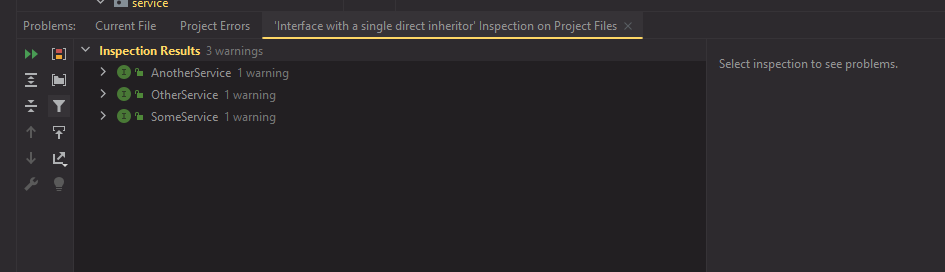 service
Problems: Current File Project Errors 'Interface with a single direct inheritor' Inspection on Project Files
Inspection Results 3 warnings
AnotherService 1 warning
OtherService 1 warning
SomeService 1 warning
Select inspection to see problems.